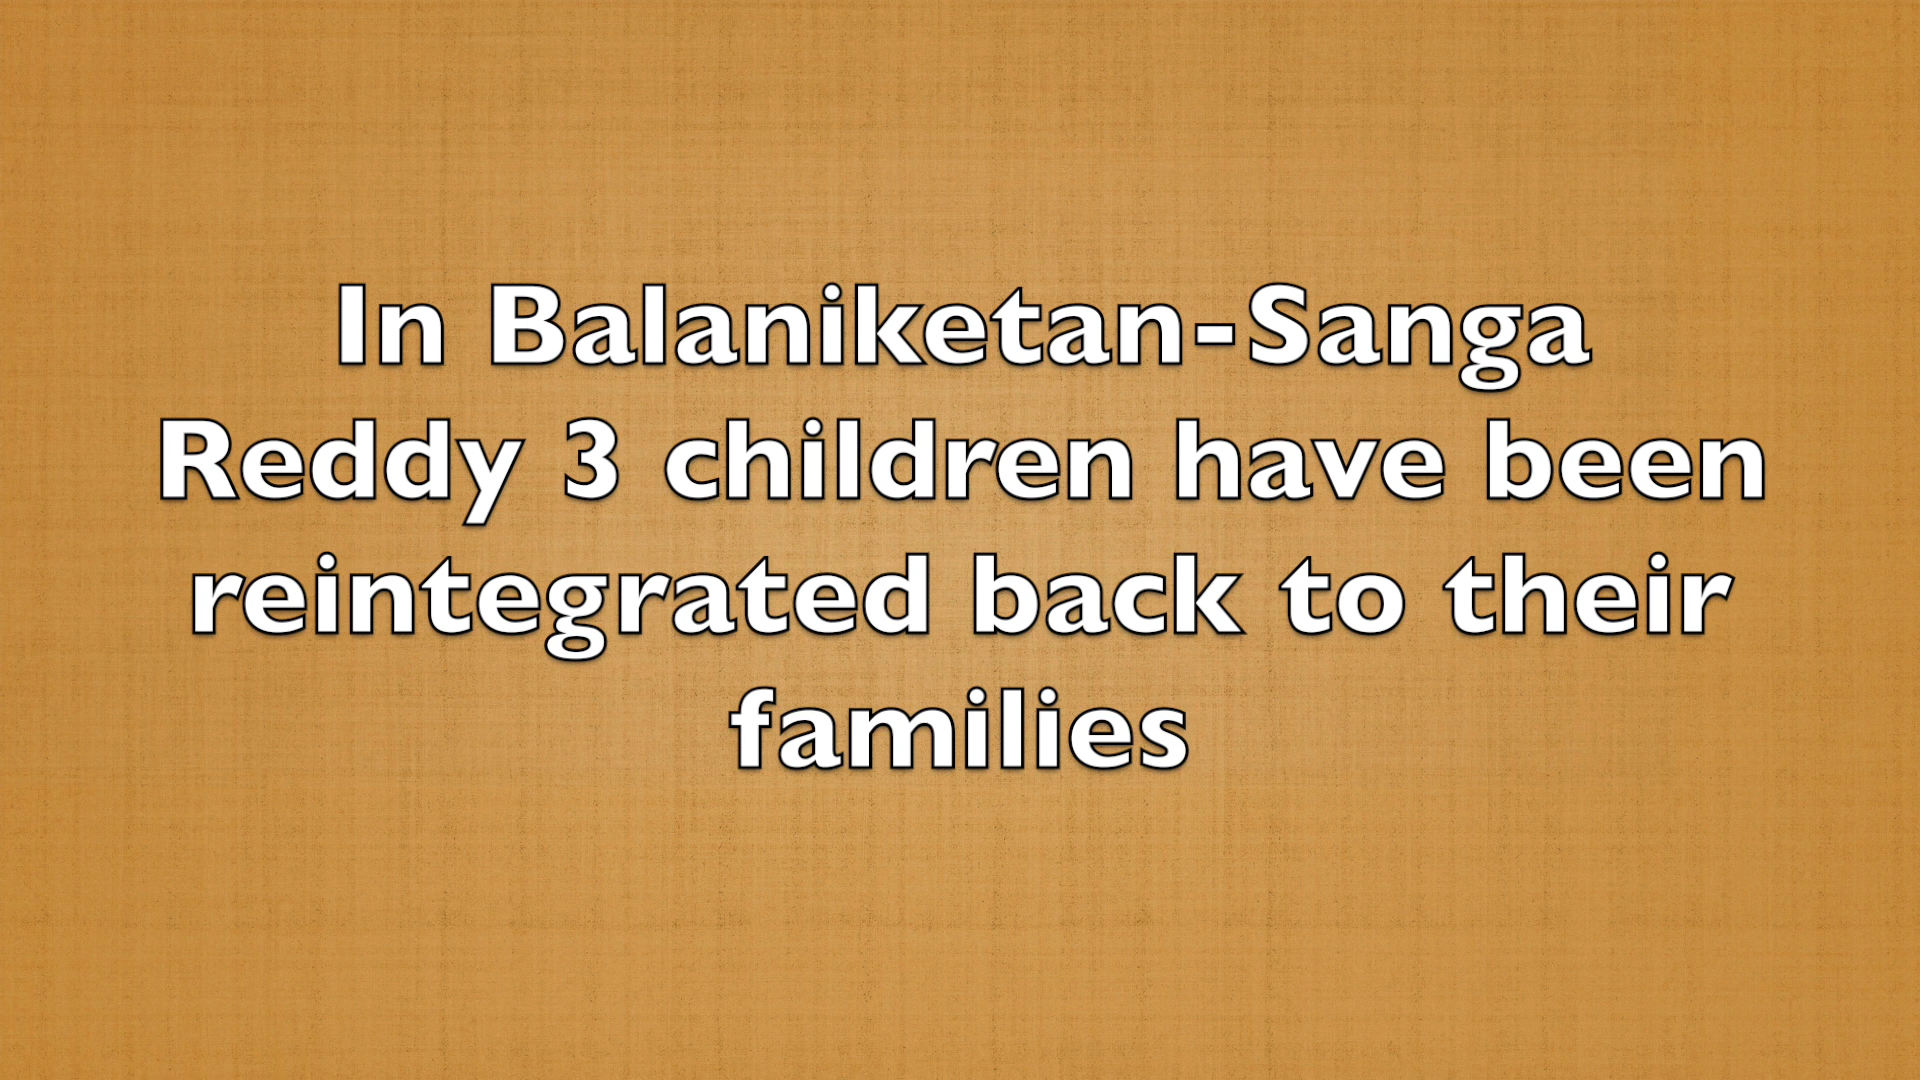 In Balaniketan-Sanga
Reddy 3 children have been
reintegrated back to their
families